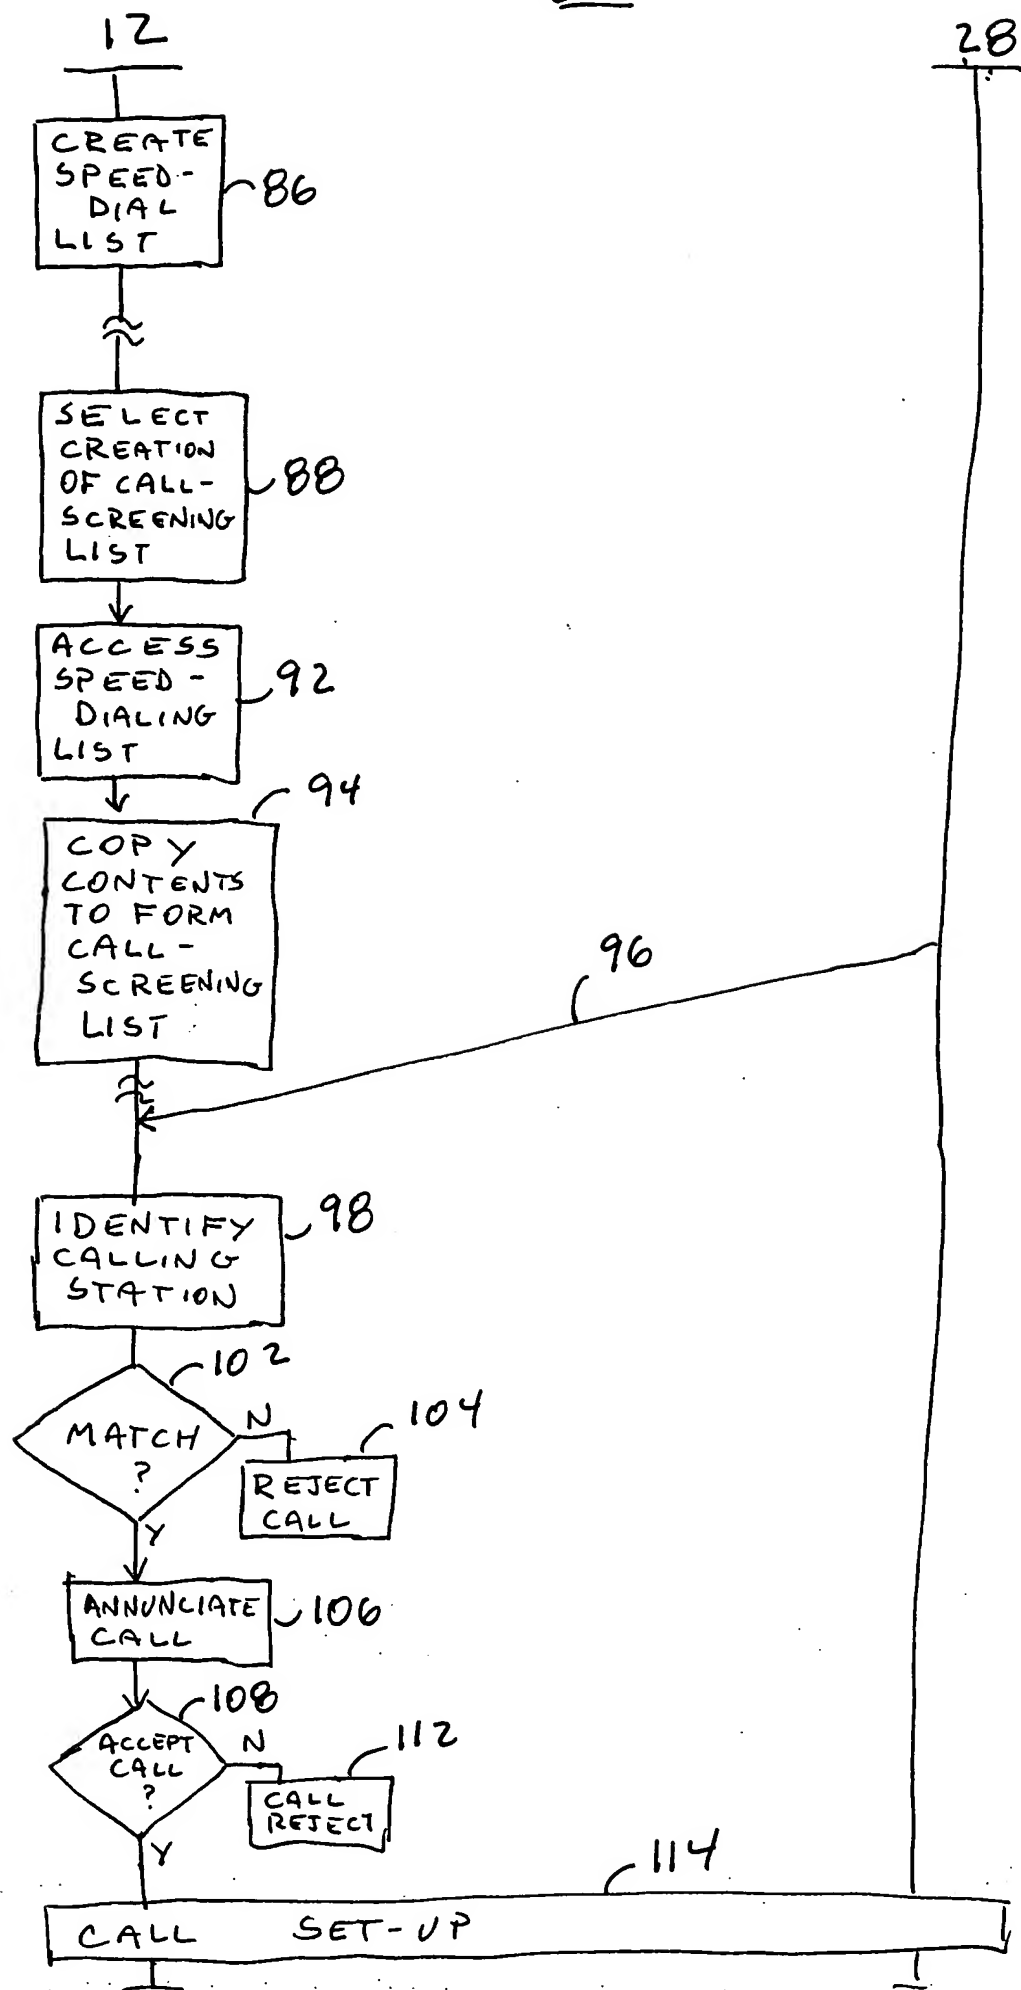 12
28
CREATE
SPEED-
DIAL
LIST
86
SELECT
CREATION
OF CALL-
SCREENING
LIST
88
ACCESS
SPEED-
DIALING
LIST
92
94
COPY
CONTENTS
TO FORM
CALL-
SCREENING
LIST
96
IDENTIFY
CALLING
STATION
98
102
MATCH
?
N
Y
104
REJECT
CALL
ANNUNCIATE
CALL
106
108
ACCEPT
CALL
?
N
Y
112
CALL
REJECT
114
CALL SET-UP